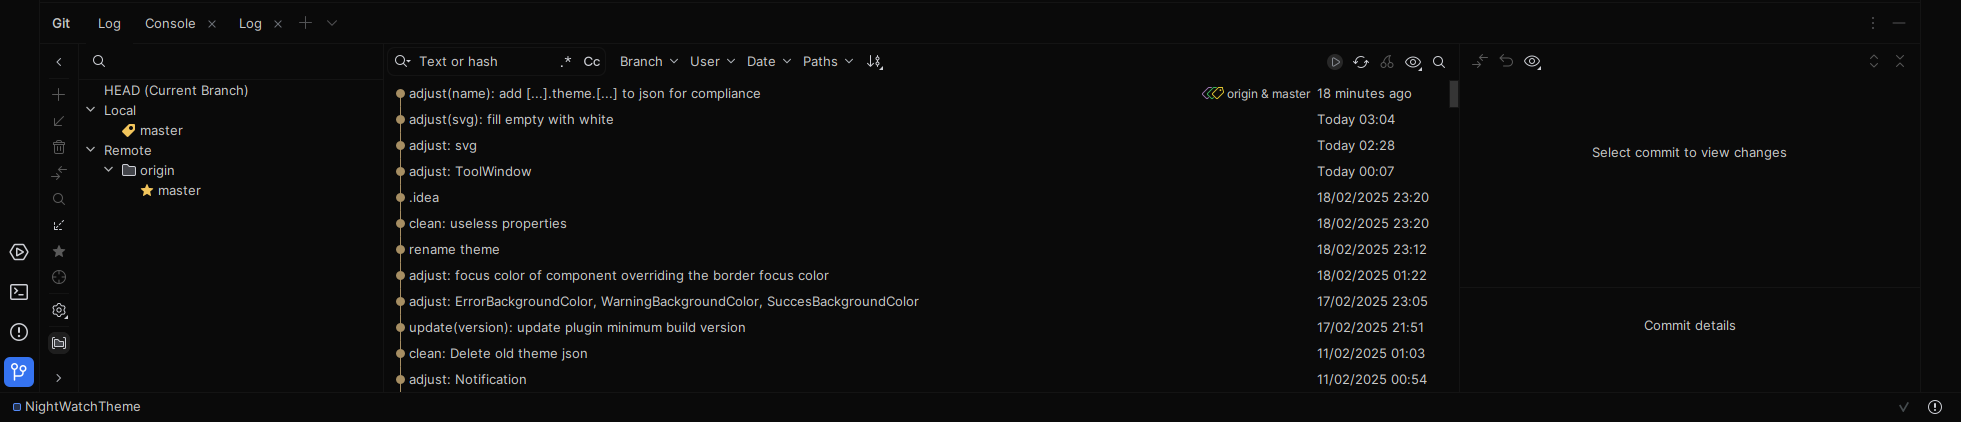 Git Log Console Log
Text or hash .* Cc Branch User Date Paths
HEAD (Current Branch)
Local
master
Remote
origin
master
adjust(name): add [...].theme.[...] to json for compliance origin & master 18 minutes ago
adjust(svg): fill empty with white Today 03:04
adjust: svg Today 02:28
adjust: ToolWindow Today 00:07
.idea 18/02/2025 23:20
clean: useless properties 18/02/2025 23:20
rename theme 18/02/2025 23:12
adjust: focus color of component overriding the border focus color 18/02/2025 01:22
adjust: ErrorBackgroundColor, WarningBackgroundColor, SuccesBackgroundColor 17/02/2025 23:05
update(version): update plugin minimum build version 17/02/2025 21:51
clean: Delete old theme json 11/02/2025 01:03
adjust: Notification 11/02/2025 00:54
Select commit to view changes
Commit details
NightWatchTheme